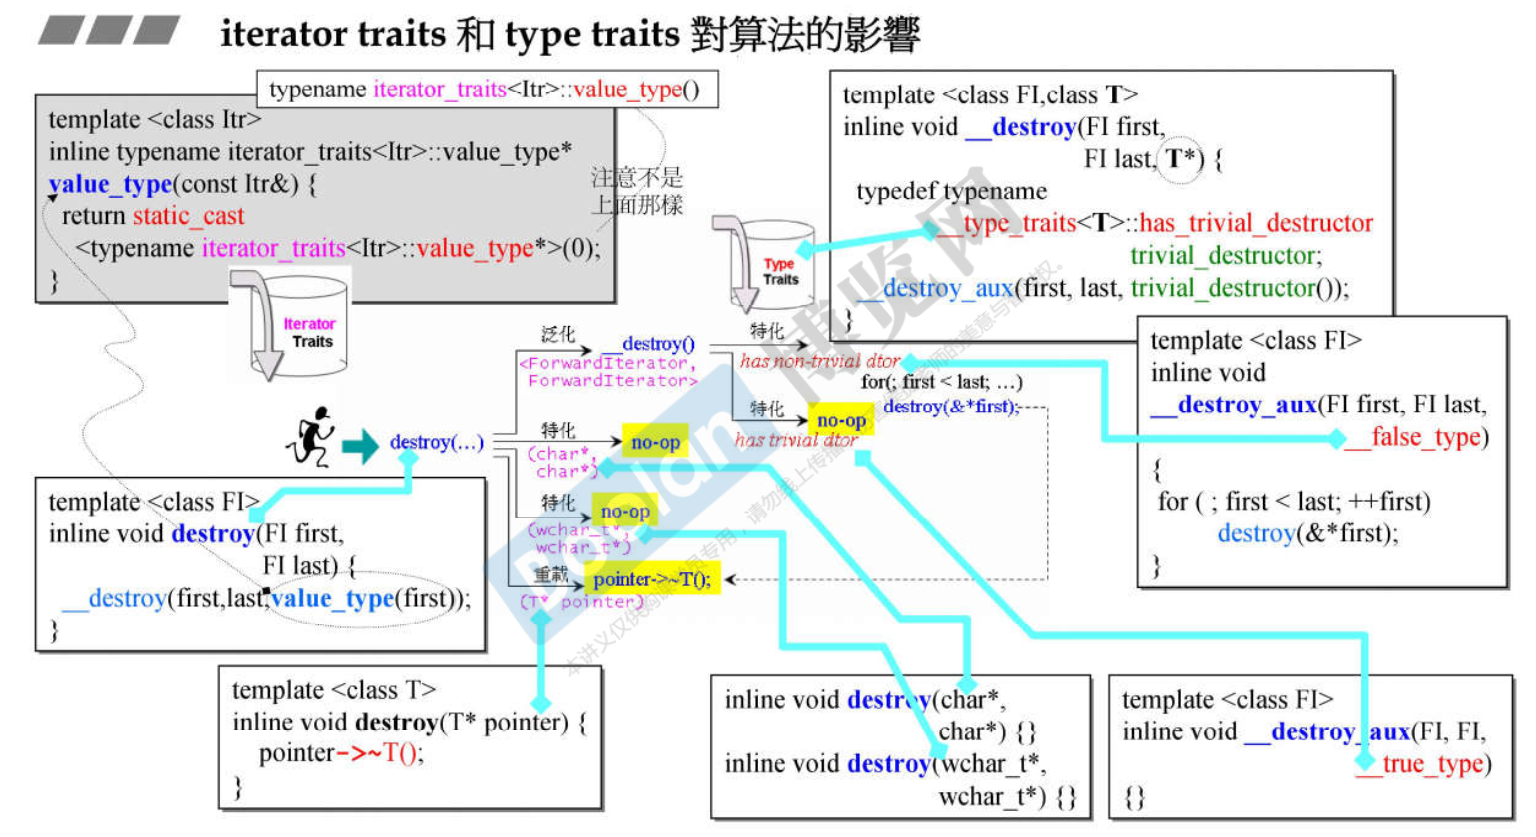 iterator traits 和 type traits 對算法的影響
typename iterator_traits<Itr>::value_type()
template <class Itr>
inline typename iterator_traits<Itr>::value_type*
value_type(const Itr&) {
return static_cast
<typename iterator_traits<Itr>::value_type*>(0);
}
注意不是
上面那樣
Iterator
Traits
template <class FI,class T>
inline void __destroy(FI first,
FI last, T*) {
typedef typename
__type_traits<T>::has_trivial_destructor
trivial_destructor;
__destroy_aux(first, last, trivial_destructor());
}
Type
Traits
泛化
__destroy()
<ForwardIterator,
ForwardIterator>
特化
has non-trivial dtor
for(; first < last; …)
destroy(&*first);
特化
no-op
has trivial dtor
destroy(…)
特化
no-op
(char*,
char*)
特化
no-op
(wchar_t*,
wchar_t*)
重載
pointer->~T();
(T* pointer)
template <class FI>
inline void
__destroy_aux(FI first, FI last,
__false_type)
{
for ( ; first < last; ++first)
destroy(&*first);
}
template <class FI>
inline void destroy(FI first,
FI last) {
__destroy(first,last,value_type(first));
}
template <class T>
inline void destroy(T* pointer) {
pointer->~T();
}
inline void destroy(char*,
char*) {}
inline void destroy(wchar_t*,
wchar_t*) {}
template <class FI>
inline void __destroy_aux(FI, FI,
__true_type)
{}
Boolan
博览网